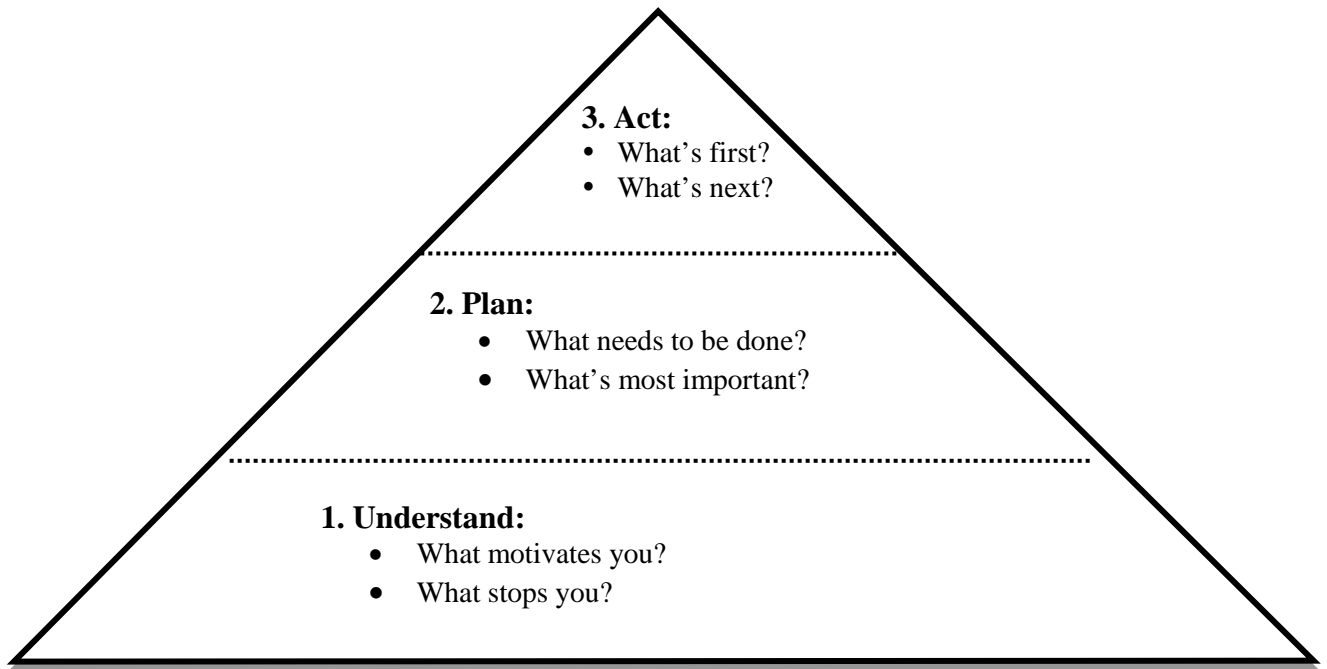 3. Act:
• What’s first?
• What’s next?
2. Plan:
• What needs to be done?
• What’s most important?
1. Understand:
• What motivates you?
• What stops you?